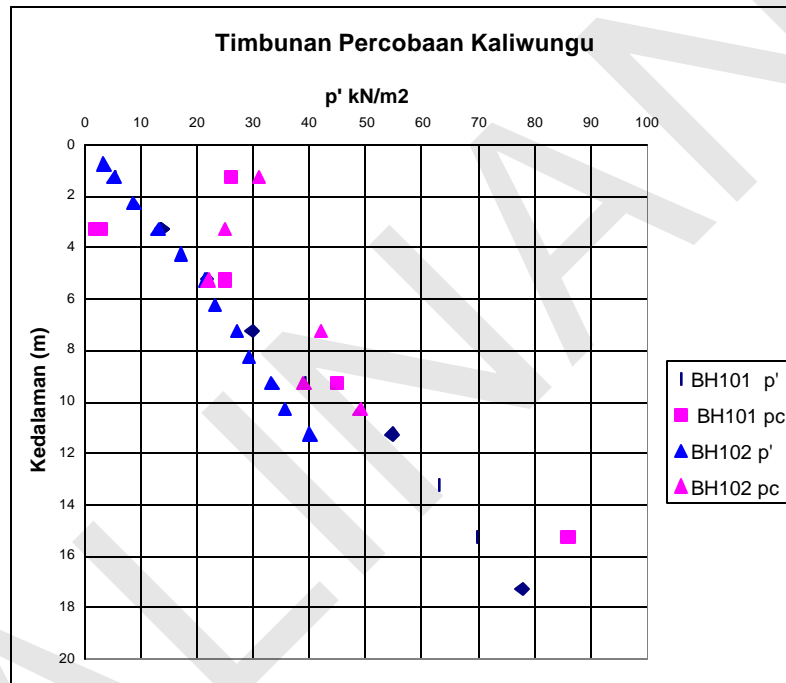 Timbunan Percobaan Kaliwungu
p' kN/m2
0 10 20 30 40 50 60 70 80 90 100
0
2
4
6
8
10
12
14
16
18
20
Kedalaman (m)
BH101 p'
BH101 pc
BH102 p'
BH102 pc